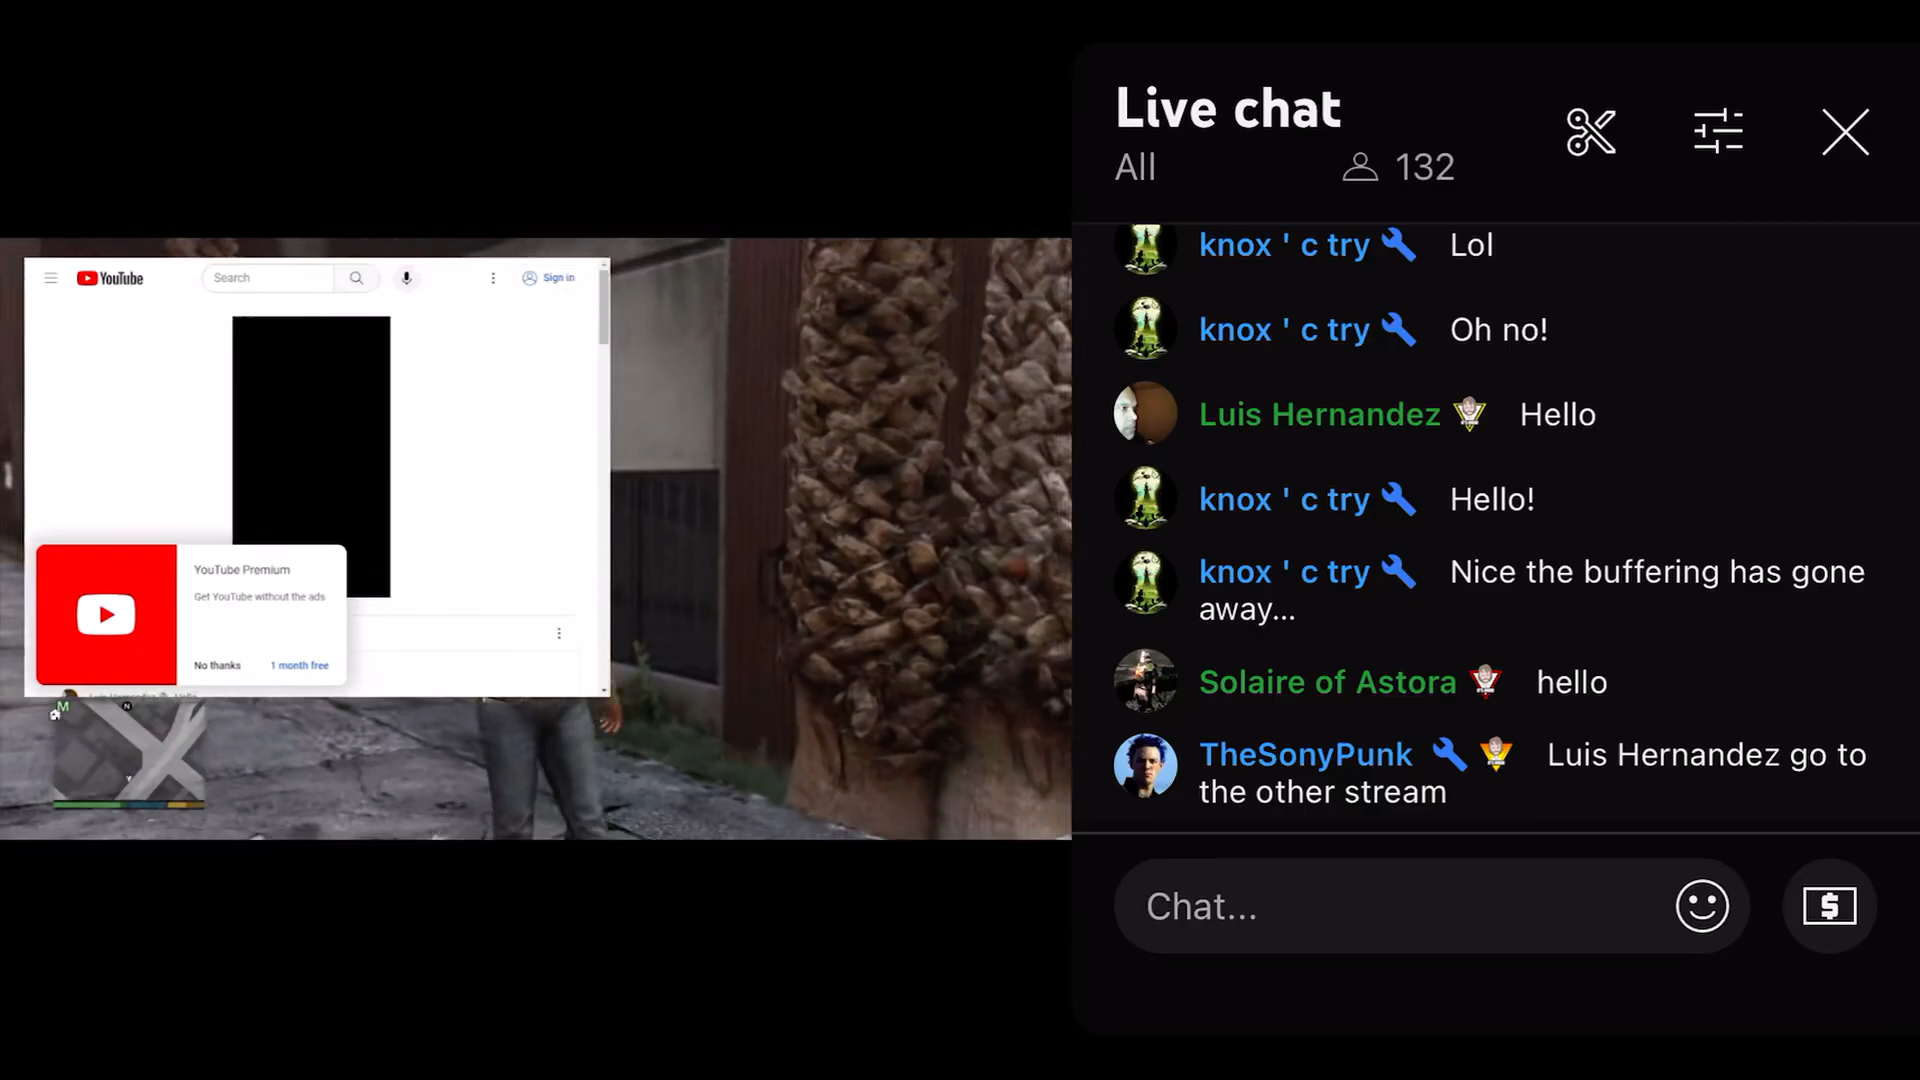 Live chat
All
132
knox ' c try Lol
knox ' c try Oh no!
Luis Hernandez Hello
knox ' c try Hello!
knox ' c try Nice the buffering has gone
away...
Solaire of Astora hello
TheSonyPunk Luis Hernandez go to
the other stream
Chat...
YouTube
Search
Sign in
YouTube Premium
Get YouTube without the ads
No thanks
1 month free
M
N